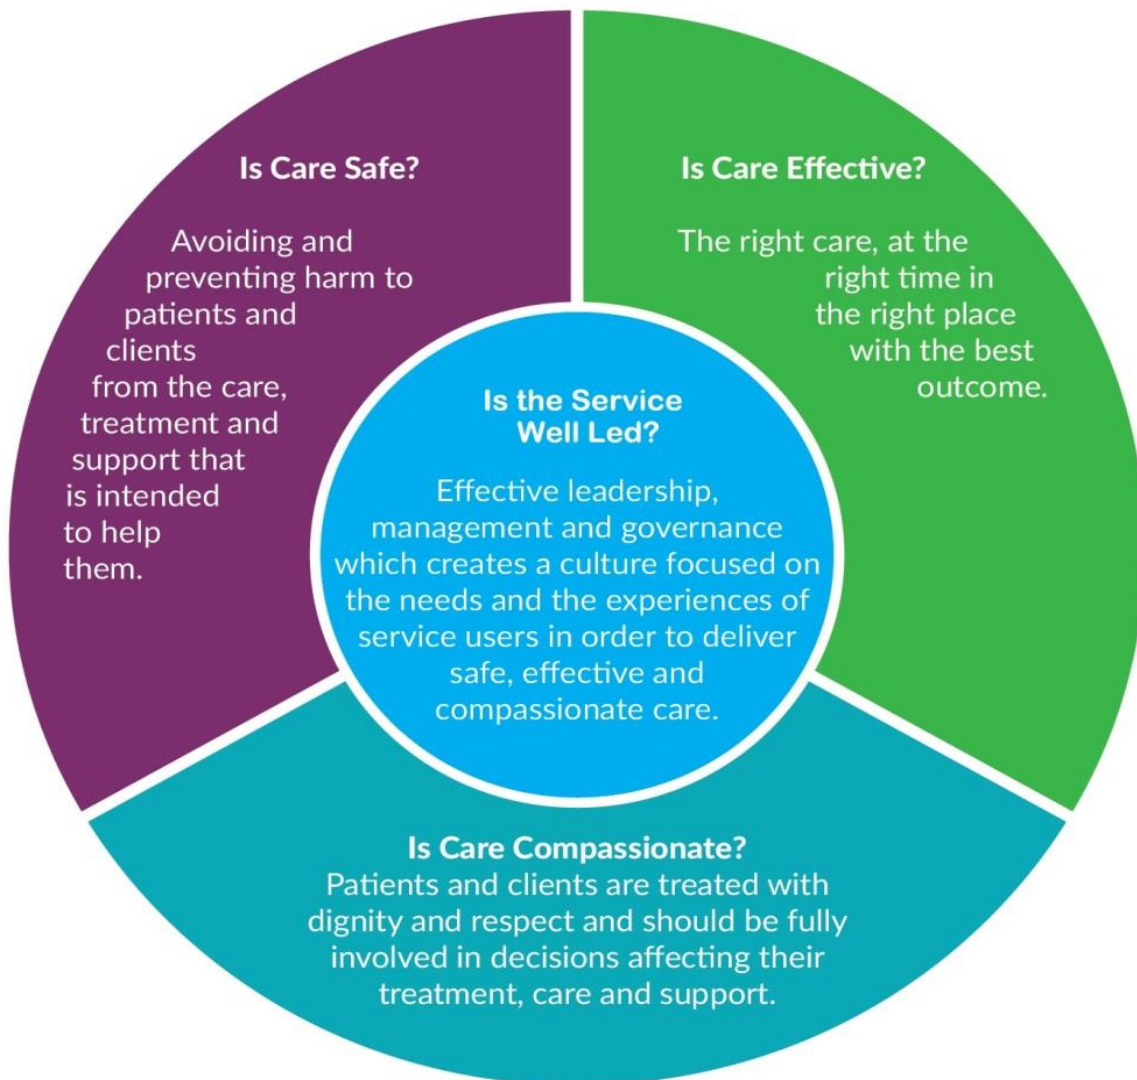 Is Care Safe?
Avoiding and
preventing harm to
patients and
clients
from the care,
treatment and
support that
is intended
to help
them.
Is Care Effective?
The right care, at the
right time in
the right place
with the best
outcome.
Is the Service
Well Led?
Effective leadership,
management and governance
which creates a culture focused on
the needs and the experiences of
service users in order to deliver
safe, effective and
compassionate care.
Is Care Compassionate?
Patients and clients are treated with
dignity and respect and should be fully
involved in decisions affecting their
treatment, care and support.